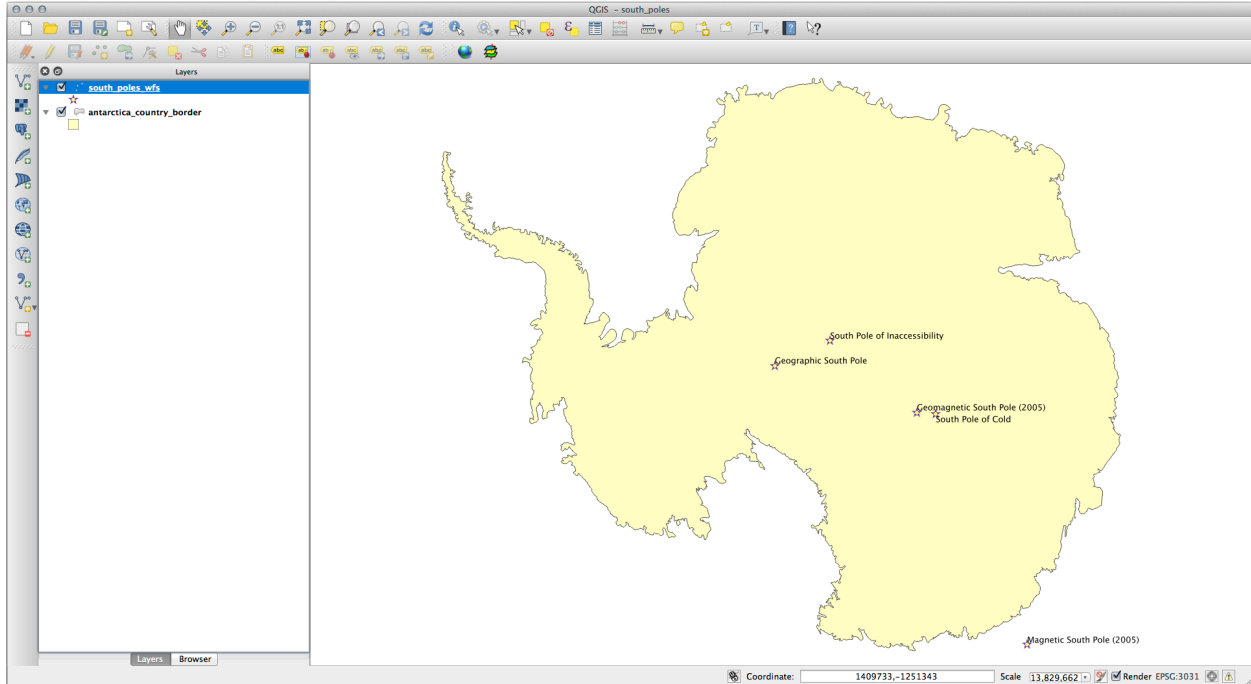 QGIS - south_poles
Layers
south_poles_wfs
antarctica_country_border
South Pole of Inaccessibility
Geographic South Pole
Geomagnetic South Pole (2005)
South Pole of Cold
Magnetic South Pole (2005)
Layers Browser
Coordinate: 1409733,-1251343 Scale 13,829,662 Render EPSG:3031